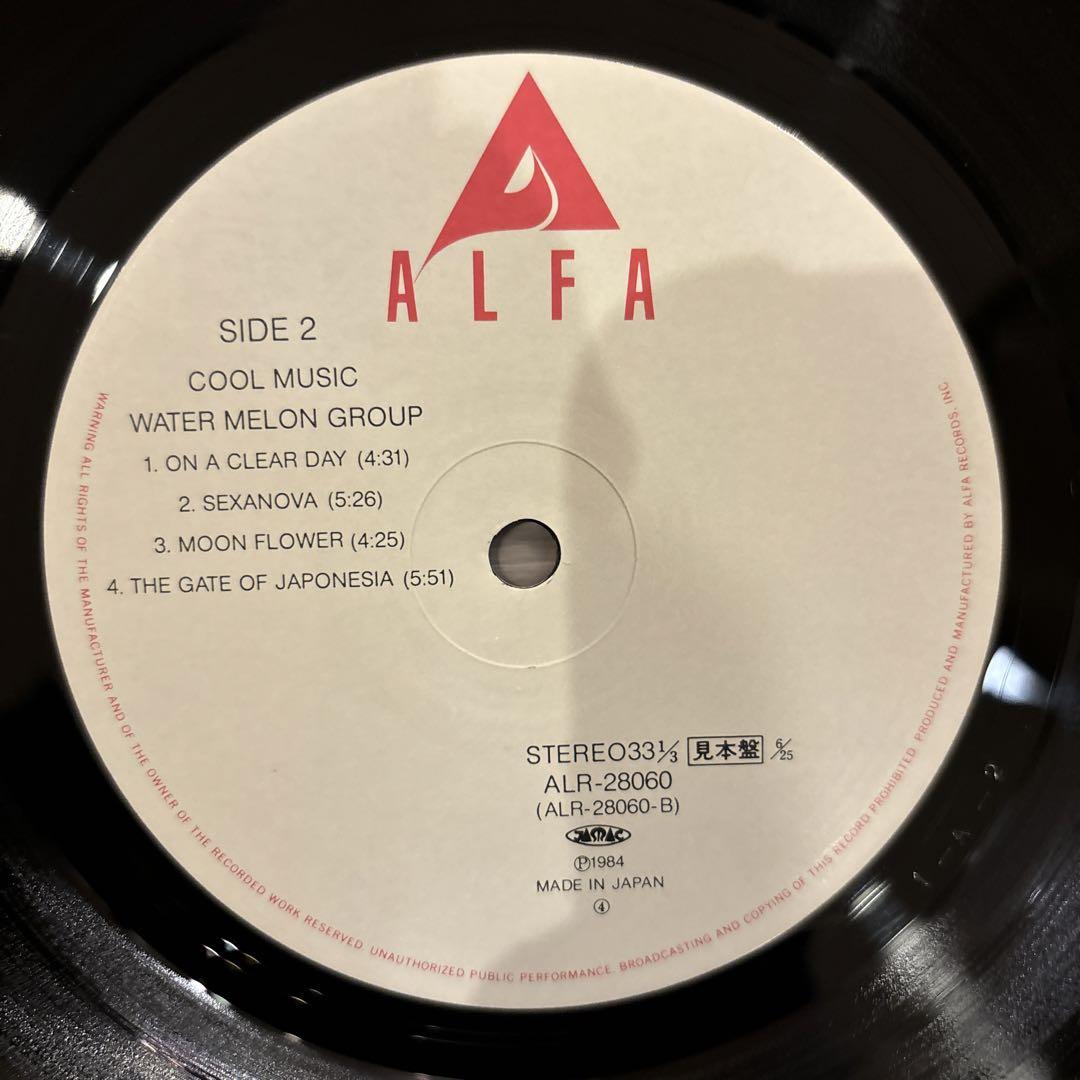 ALFA
SIDE 2
COOL MUSIC
WATER MELON GROUP
1. ON A CLEAR DAY (4:31)
2. SEXANOVA (5:26)
3. MOON FLOWER (4:25)
4. THE GATE OF JAPONESIA (5:51)
STEREO33⅓ 見本盤 6/25
ALR-28060
(ALR-28060-B)
JASRAC
Ⓟ1984
MADE IN JAPAN
④
WARNING ALL RIGHTS OF THE MANUFACTURER AND OF THE OWNER OF THE RECORDED WORK RESERVED. UNAUTHORIZED PUBLIC PERFORMANCE. BROADCASTING AND COPYING OF THIS RECORD PROHIBITED. PRODUCED AND MANUFACTURED BY ALFA RECORDS, INC.
1-A-2